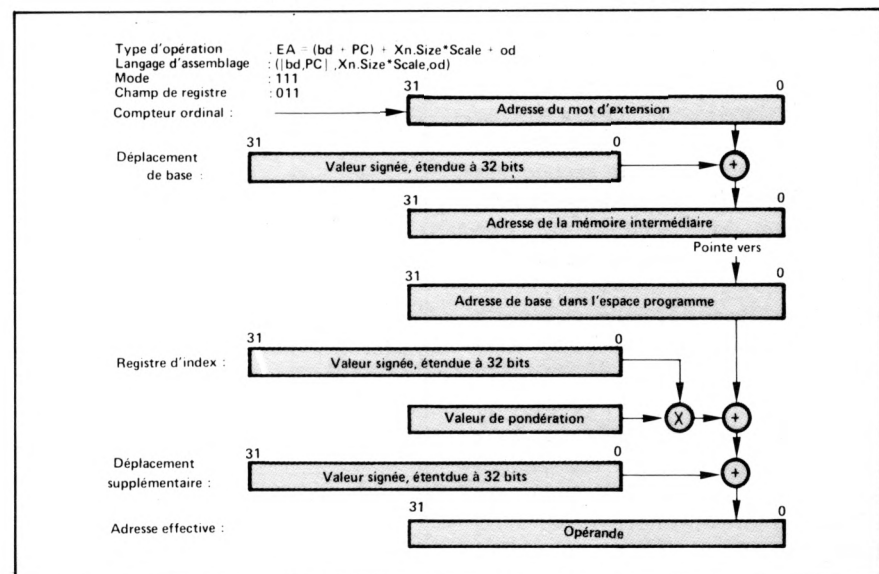 Type d'opération . EA = (bd + PC) + Xn.Size*Scale + od
Langage d'assemblage : (|bd,PC| ,Xn.Size*Scale,od)
Mode : 111
Champ de registre : 011
31 0
Compteur ordinal : Adresse du mot d'extension
31 0
Déplacement de base : Valeur signée, étendue à 32 bits +
31 0
Adresse de la mémoire intermédiaire
Pointe vers
31 0
Adresse de base dans l'espace programme
31 0
Registre d'index : Valeur signée, étendue à 32 bits
Valeur de pondération X +
31 0
Déplacement supplémentaire : Valeur signée, étentdue à 32 bits +
31 0
Adresse effective : Opérande